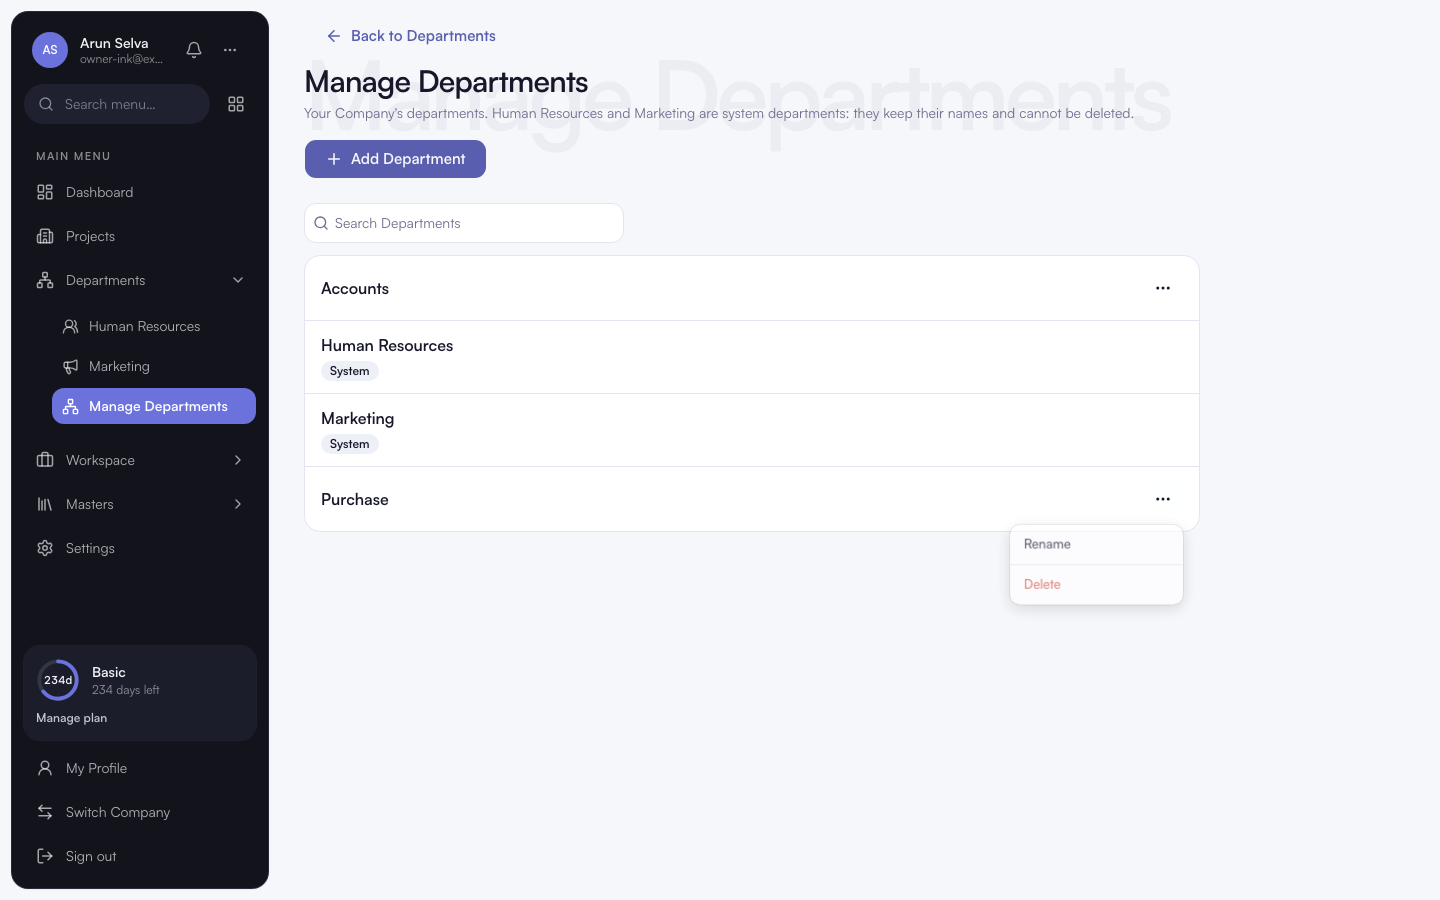 AS
Arun Selva
owner-ink@ex...
Search menu...
MAIN MENU
Dashboard
Projects
Departments
Human Resources
Marketing
Manage Departments
Workspace
Masters
Settings
234d
Basic
234 days left
Manage plan
My Profile
Switch Company
Sign out
Back to Departments
Manage Departments
Manage Departments
Your Company's departments. Human Resources and Marketing are system departments: they keep their names and cannot be deleted.
Add Department
Search Departments
Accounts
Human Resources
System
Marketing
System
Purchase
Rename
Delete